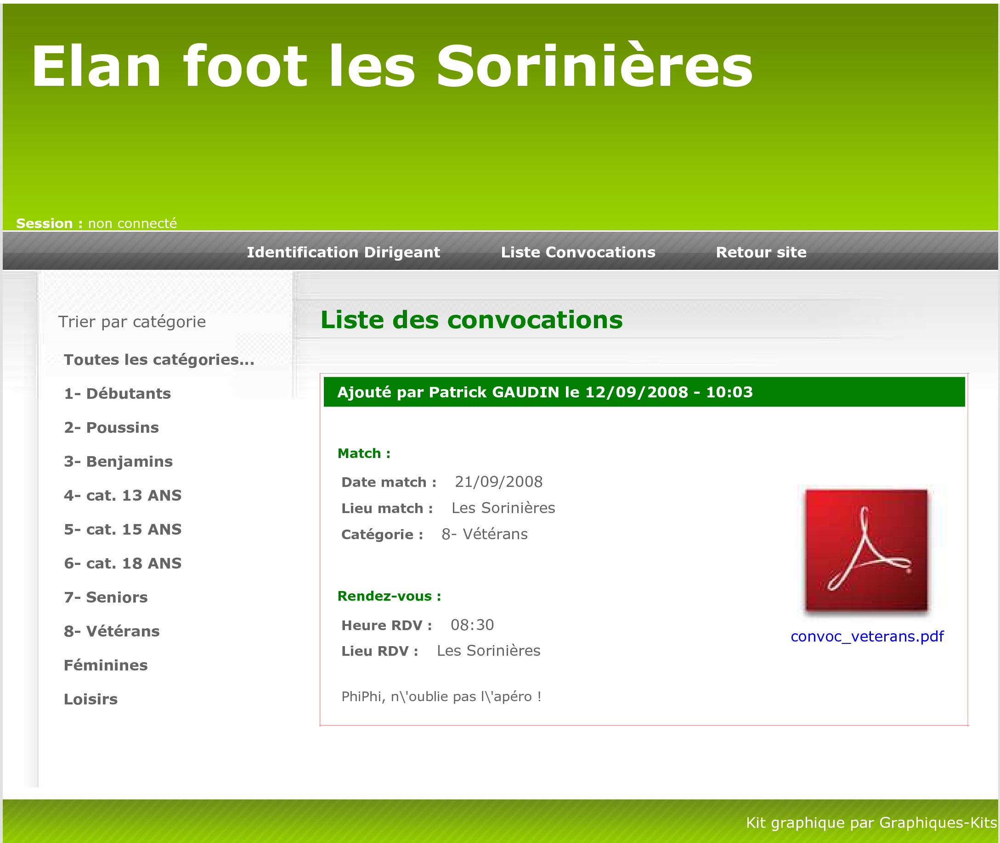 Elan foot les Sorinières
Session : non connecté
Identification Dirigeant Liste Convocations Retour site
Trier par catégorie
Toutes les catégories...
1- Débutants
2- Poussins
3- Benjamins
4- cat. 13 ANS
5- cat. 15 ANS
6- cat. 18 ANS
7- Seniors
8- Vétérans
Féminines
Loisirs
Liste des convocations
Ajouté par Patrick GAUDIN le 12/09/2008 - 10:03
Match :
Date match : 21/09/2008
Lieu match : Les Sorinières
Catégorie : 8- Vétérans
Rendez-vous :
Heure RDV : 08:30
Lieu RDV : Les Sorinières
PhiPhi, n\'oublie pas l\'apéro !
convoc_veterans.pdf
Kit graphique par Graphiques-Kits